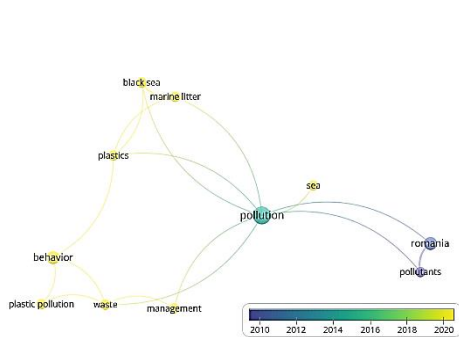 black sea
marine litter
plastics
sea
pollution
romania
behavior
pollutants
plastic pollution
waste
management
2010 2012 2014 2016 2018 2020